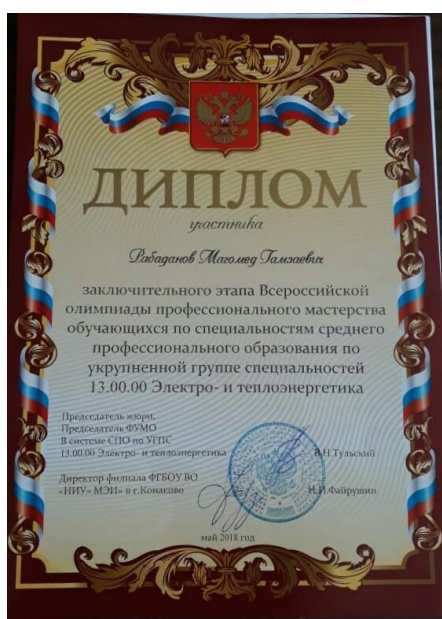 ДИПЛОМ
участника
Рабаданов Магомед Гамзаевич
заключительного этапа Всероссийской
олимпиады профессионального мастерства
обучающихся по специальностям среднего
профессионального образования по
укрупненной группе специальностей
13.00.00 Электро- и теплоэнергетика
Председатель жюри,
Председатель ФУМО
В системе СПО по УГПС
13.00.00 Электро- и теплоэнергетика В.Н.Тульский
Директор филиала ФГБОУ ВО
«НИУ» МЭИ» в г.Конаково Н.И.Файрушин
май 2018 год